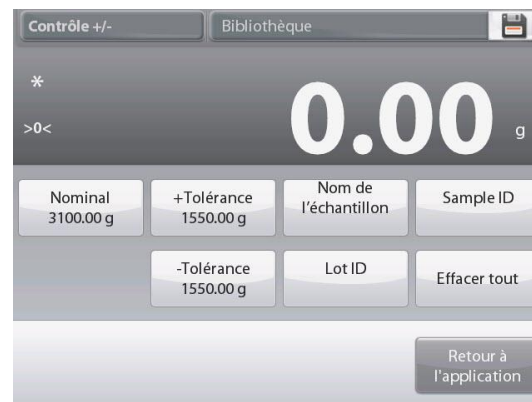 Contrôle +/-
Bibliothèque
*
>0<
0.00 g
Nominal
3100.00 g
+Tolérance
1550.00 g
Nom de
l'échantillon
Sample ID
-Tolérance
1550.00 g
Lot ID
Effacer tout
Retour à
l'application